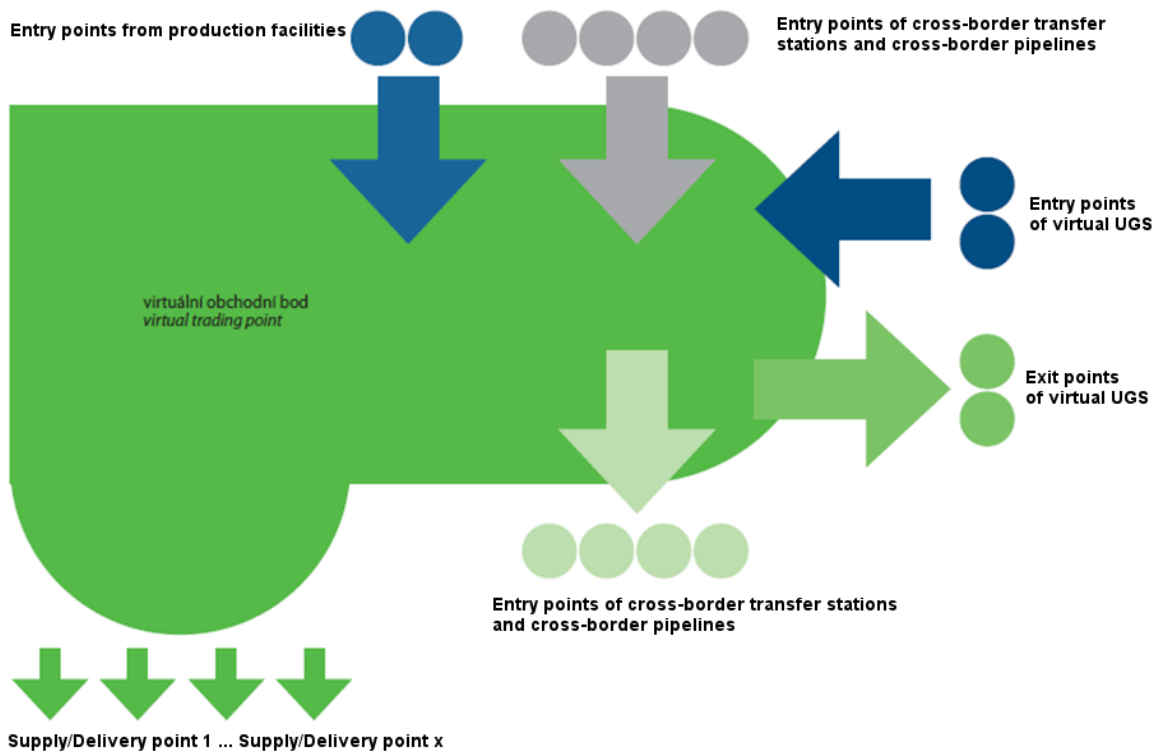 Entry points from production facilities
Entry points of cross-border transfer
stations and cross-border pipelines
Entry points
of virtual UGS
virtuální obchodní bod
virtual trading point
Exit points
of virtual UGS
Entry points of cross-border transfer stations
and cross-border pipelines
Supply/Delivery point 1 ... Supply/Delivery point x